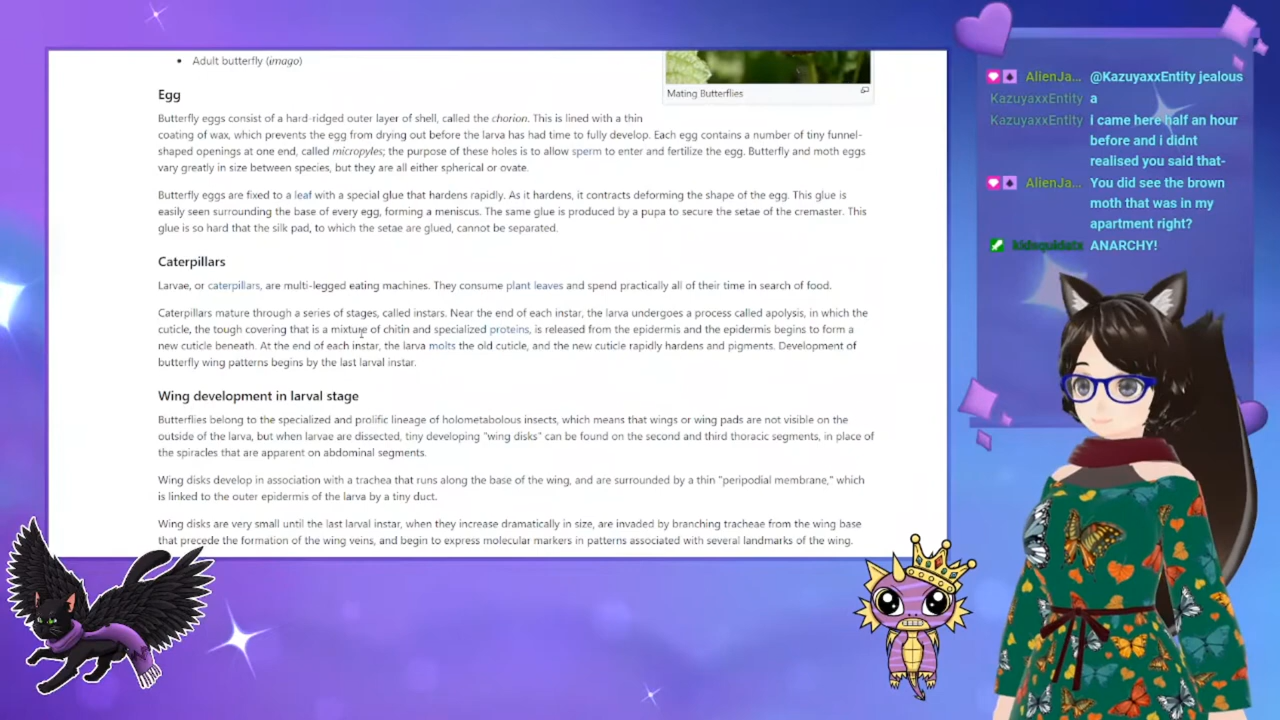 • Adult butterfly (imago)
Mating Butterflies
Egg
Butterfly eggs consist of a hard-ridged outer layer of shell, called the chorion. This is lined with a thin
coating of wax, which prevents the egg from drying out before the larva has had time to fully develop. Each egg contains a number of tiny funnel-
shaped openings at one end, called micropyles; the purpose of these holes is to allow sperm to enter and fertilize the egg. Butterfly and moth eggs
vary greatly in size between species, but they are all either spherical or ovate.
Butterfly eggs are fixed to a leaf with a special glue that hardens rapidly. As it hardens, it contracts deforming the shape of the egg. This glue is
easily seen surrounding the base of every egg, forming a meniscus. The same glue is produced by a pupa to secure the setae of the cremaster. This
glue is so hard that the silk pad, to which the setae are glued, cannot be separated.
Caterpillars
Larvae, or caterpillars, are multi-legged eating machines. They consume plant leaves and spend practically all of their time in search of food.
Caterpillars mature through a series of stages, called instars. Near the end of each instar, the larva undergoes a process called apolysis, in which the
cuticle, the tough covering that is a mixture of chitin and specialized proteins, is released from the epidermis and the epidermis begins to form a
new cuticle beneath. At the end of each instar, the larva molts the old cuticle, and the new cuticle rapidly hardens and pigments. Development of
butterfly wing patterns begins by the last larval instar.
Wing development in larval stage
Butterflies belong to the specialized and prolific lineage of holometabolous insects, which means that wings or wing pads are not visible on the
outside of the larva, but when larvae are dissected, tiny developing "wing disks" can be found on the second and third thoracic segments, in place of
the spiracles that are apparent on abdominal segments.
Wing disks develop in association with a trachea that runs along the base of the wing, and are surrounded by a thin "peripodial membrane," which
is linked to the outer epidermis of the larva by a tiny duct.
Wing disks are very small until the last larval instar, when they increase dramatically in size, are invaded by branching tracheae from the wing base
that precede the formation of the wing veins, and begin to express molecular markers in patterns associated with several landmarks of the wing.
AlienJa... @KazuyaxxEntity jealous
KazuyaxxEntity a
KazuyaxxEntity I came here half an hour
before and i didnt
realised you said that-
AlienJa... You did see the brown
moth that was in my
apartment right?
kidsquidatx ANARCHY!